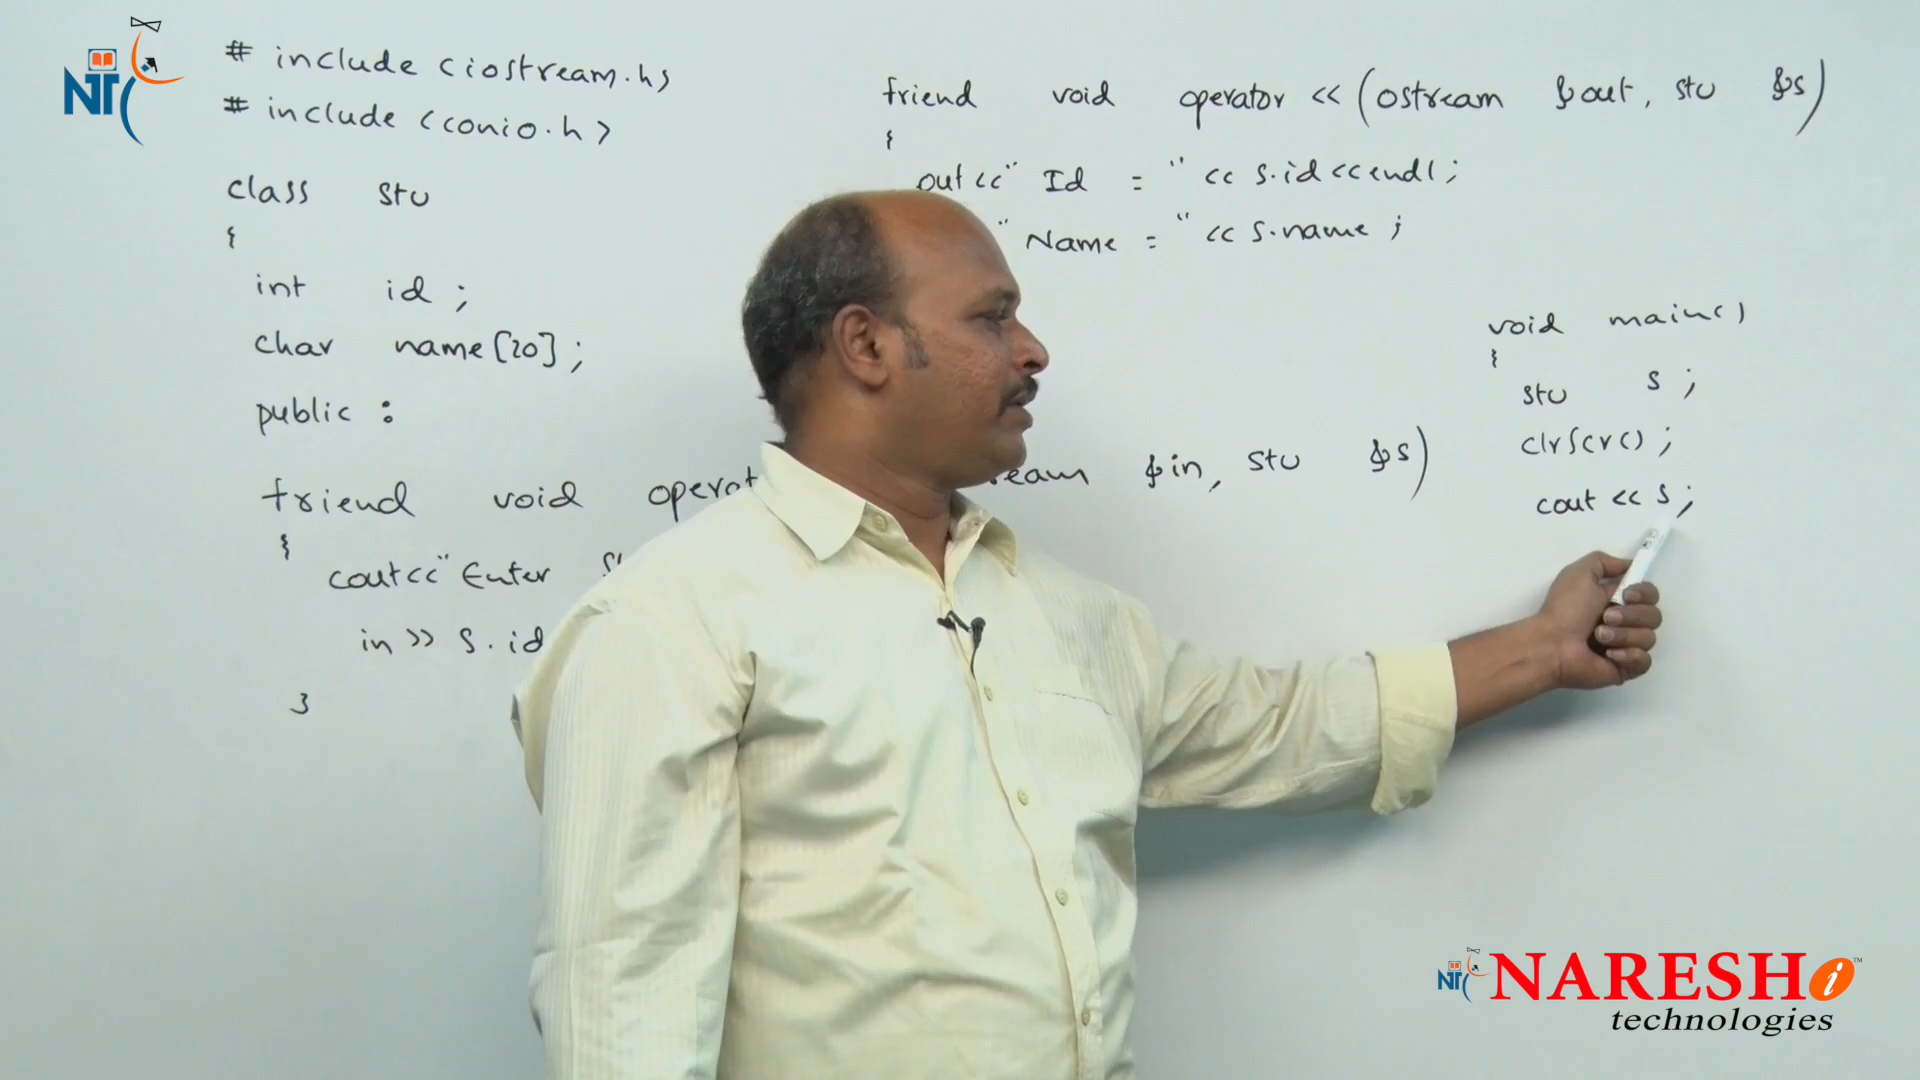 # include <iostream.h>
# include <conio.h>
class stu
{
int id ;
char name[20] ;
public :
friend void &in, stu &s)
{
cout<<"Enter
in >> s.id
}
friend void operator << (ostream &out, stu &s)
{
out<<" Id = " << s.id<<endl ;
" Name = " << s.name ;
void main()
{
stu s ;
clrscr() ;
cout << s ;
NARESH i
technologies